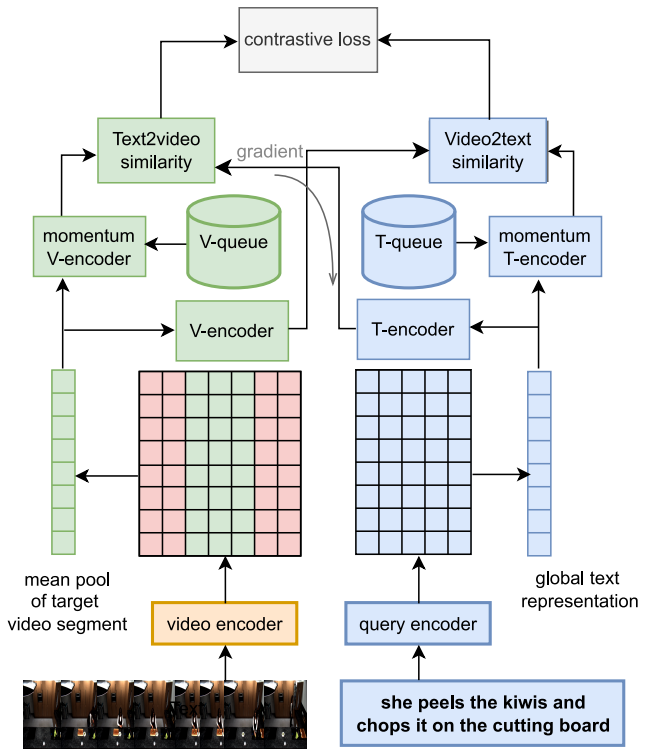 contrastive loss
Text2video
similarity
Video2text
similarity
gradient
momentum
V-encoder
V-queue
T-queue
momentum
T-encoder
V-encoder
T-encoder
mean pool
of target
video segment
global text
representation
video encoder
query encoder
Text
she peels the kiwis and
chops it on the cutting board